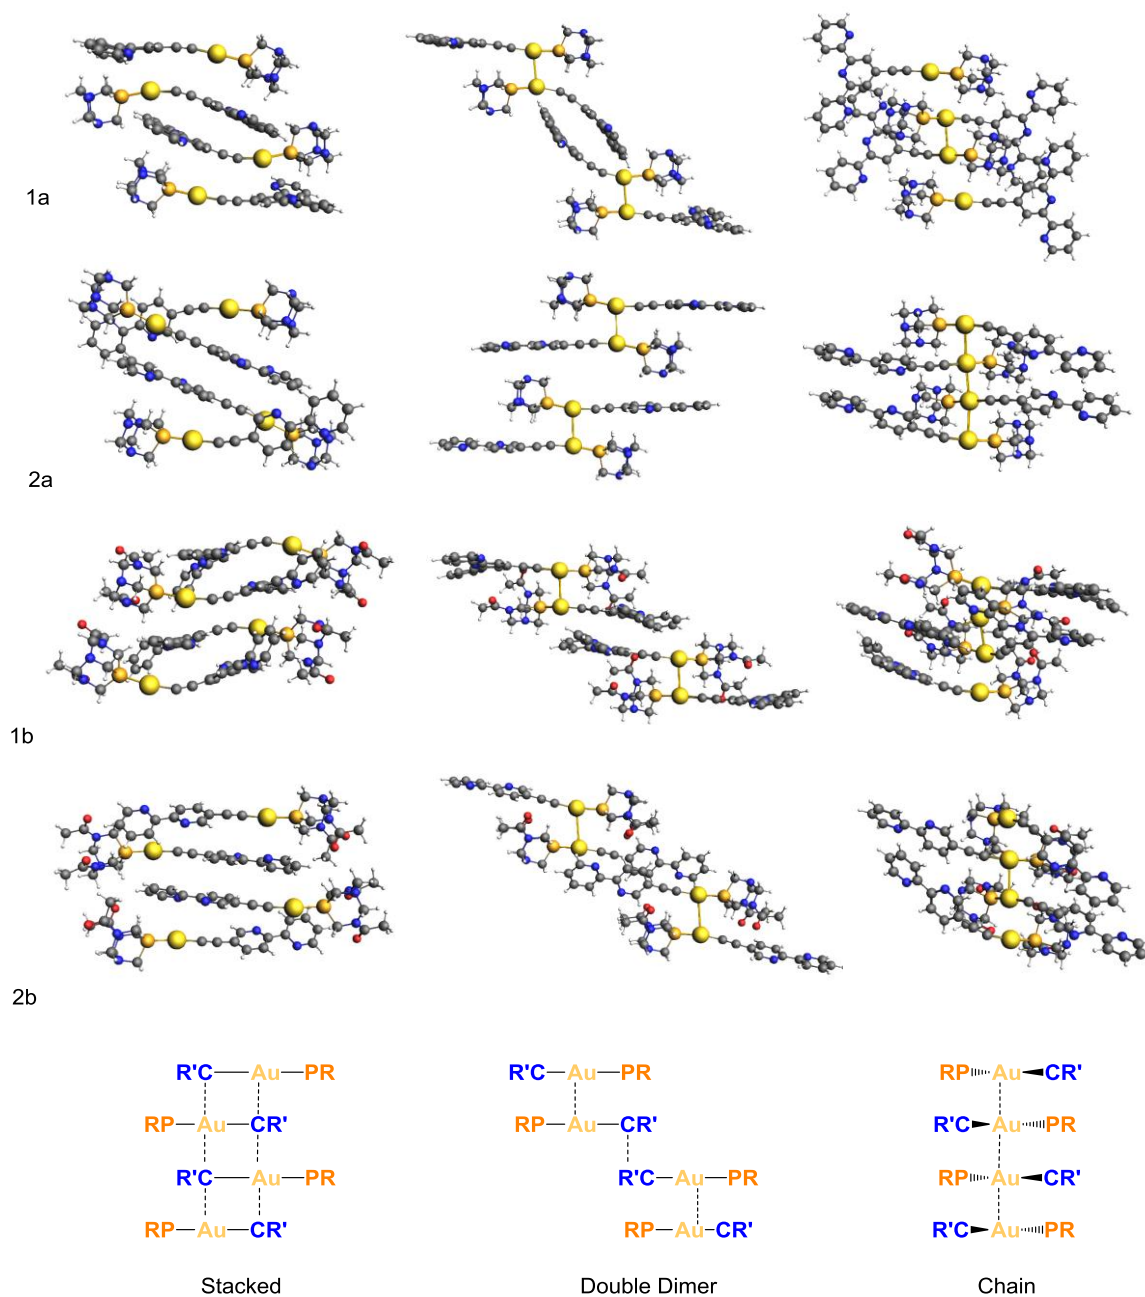 1a
2a
1b
2b
R'C Au PR R'C Au PR RP Au CR'
RP Au CR' RP Au CR' R'C Au PR
R'C Au PR R'C Au PR RP Au CR'
RP Au CR' RP Au CR' R'C Au PR
Stacked Double Dimer Chain